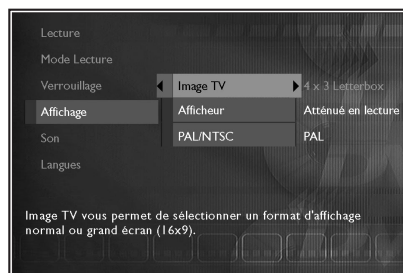 Lecture
Mode Lecture
Verrouillage
Image TV
4 x 3 Letterbox
Affichage
Afficheur
Atténué en lecture
Son
PAL/NTSC
PAL
Langues
Image TV vous permet de sélectionner un format d'affichage
normal ou grand écran (16x9).